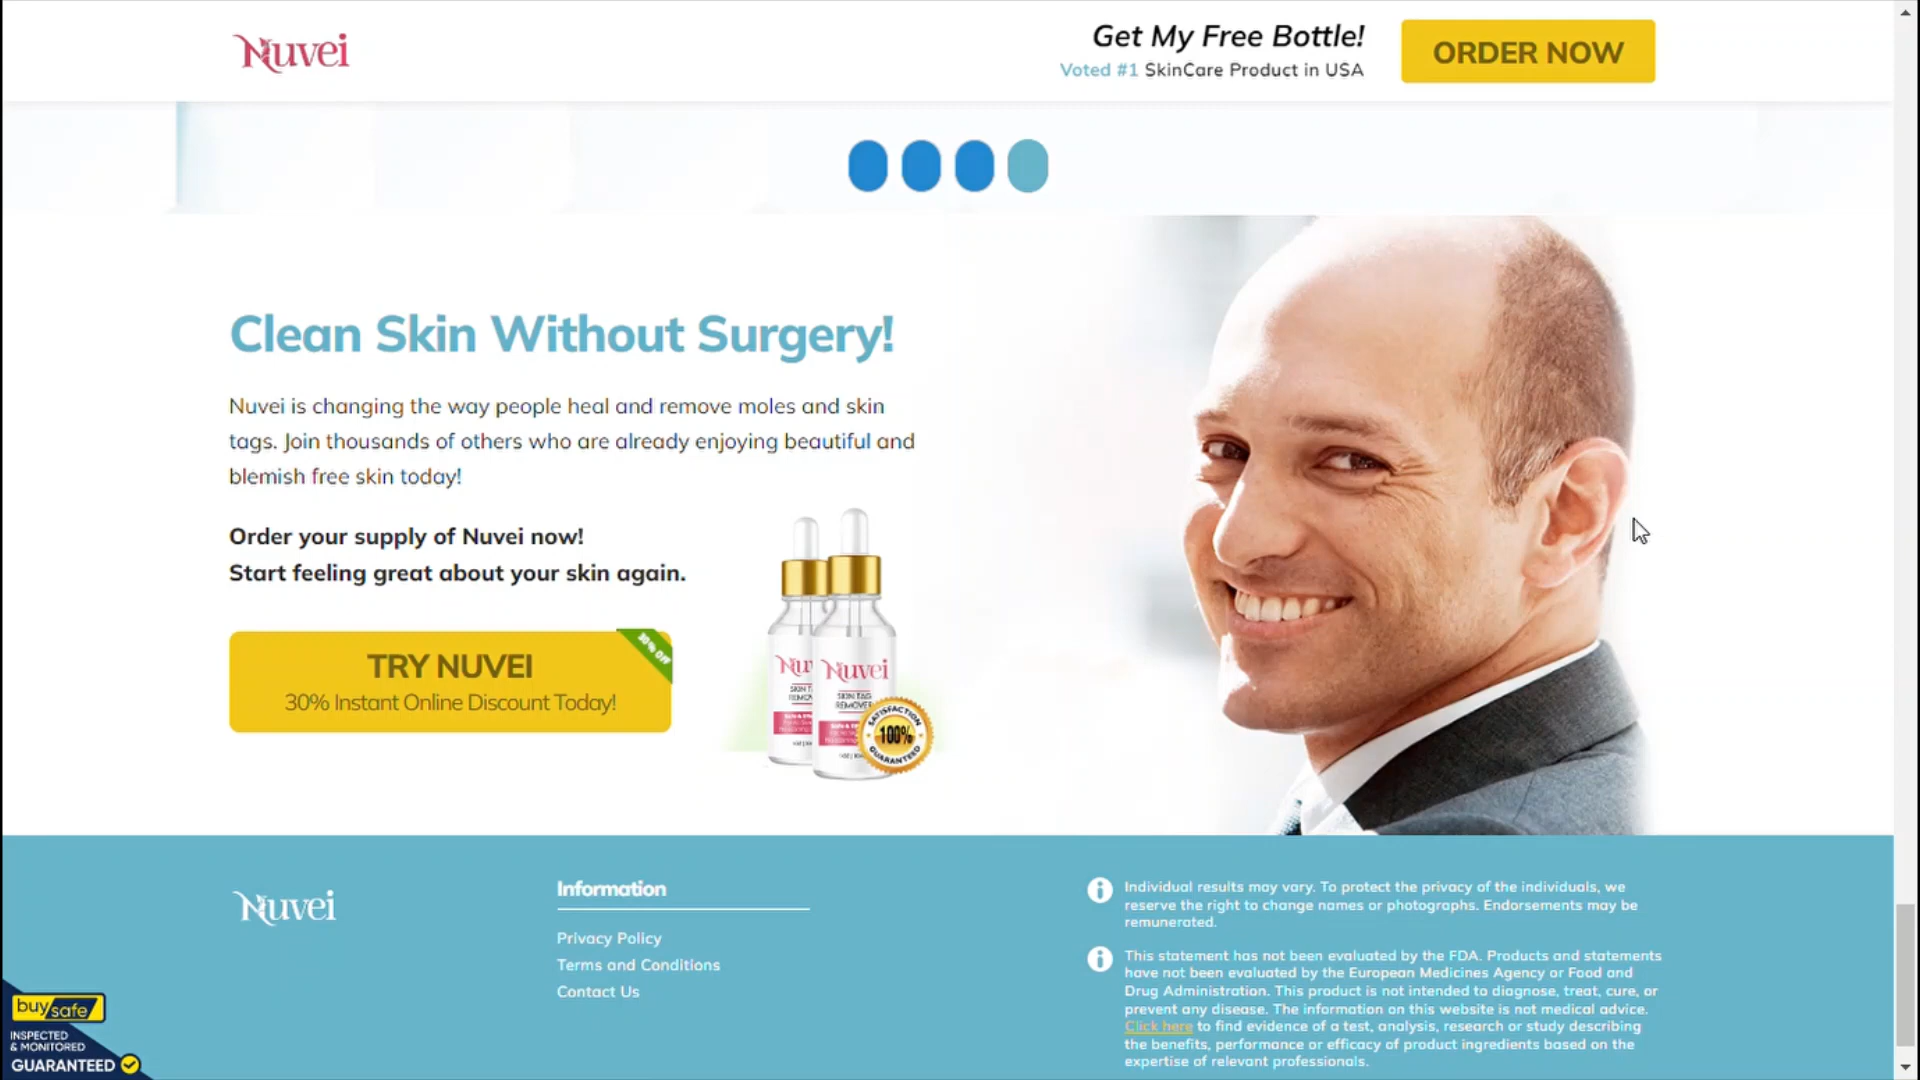 Nuvei
Get My Free Bottle!
Voted #1 SkinCare Product in USA
ORDER NOW
Clean Skin Without Surgery!
Nuvei is changing the way people heal and remove moles and skin
tags. Join thousands of others who are already enjoying beautiful and
blemish free skin today!
Order your supply of Nuvei now!
Start feeling great about your skin again.
TRY NUVEI
30% Instant Online Discount Today!
30% OFF
Nuvei
SKIN TAG
REMOVER
SATISFACTION
100%
GUARANTEED
Nuvei
Information
Privacy Policy
Terms and Conditions
Contact Us
Individual results may vary. To protect the privacy of the individuals, we
reserve the right to change names or photographs. Endorsements may be
remunerated.
This statement has not been evaluated by the FDA. Products and statements
have not been evaluated by the European Medicines Agency or Food and
Drug Administration. This product is not intended to diagnose, treat, cure, or
prevent any disease. The information on this website is not medical advice.
Click here to find evidence of a test, analysis, research or study describing
the benefits, performance or efficacy of product ingredients based on the
expertise of relevant professionals.
buy safe
INSPECTED
& MONITORED
GUARANTEED